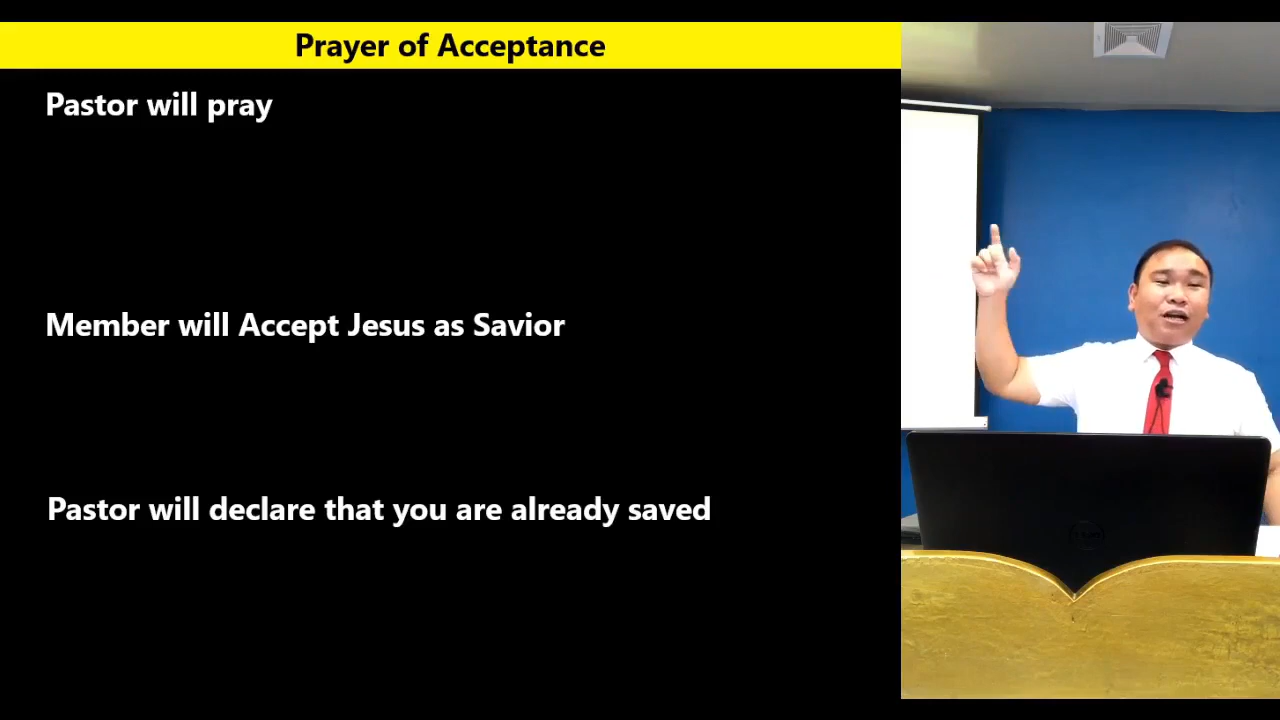 Prayer of Acceptance
Pastor will pray
Member will Accept Jesus as Savior
Pastor will declare that you are already saved